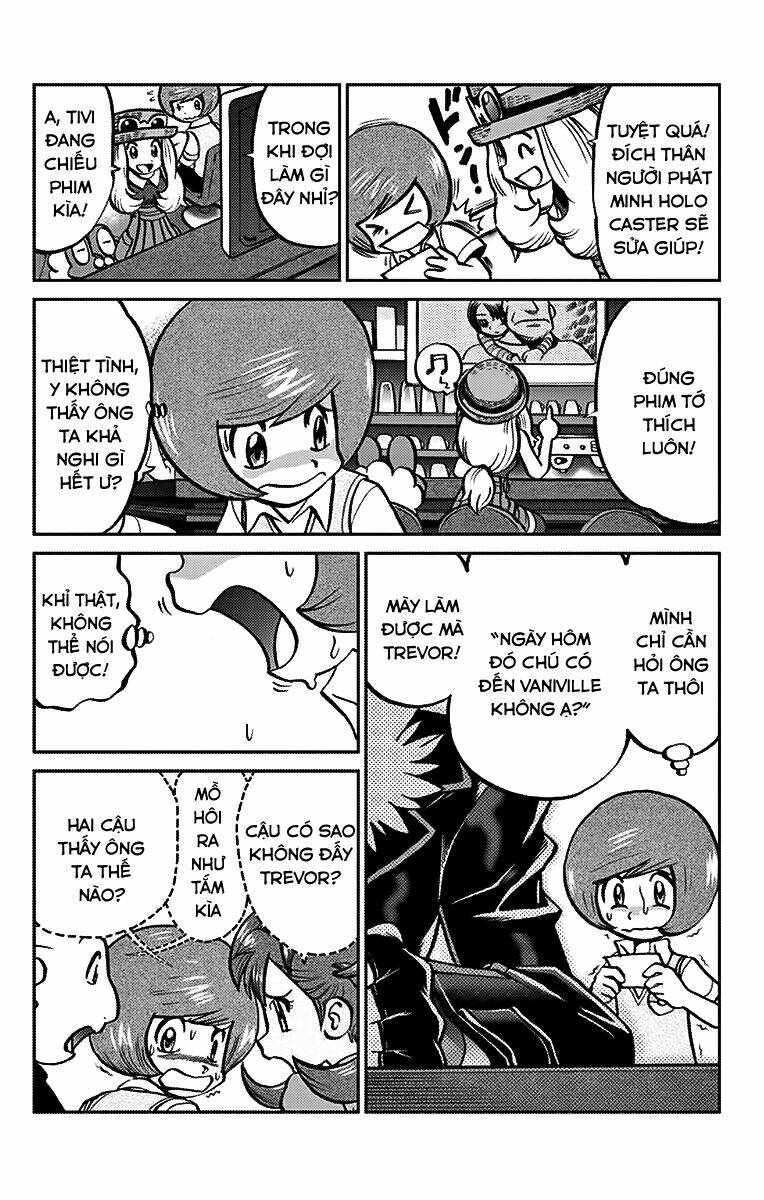 TUYỆT QUÁ!
ĐÍCH THÂN
NGƯỜI PHÁT
MINH HOLO
CASTER SẼ
SỬA GIÚP!
TRONG
KHI ĐỢI
LÀM GÌ
ĐÂY NHỈ?
A, TIVI
ĐANG
CHIẾU
PHIM
KÌA!
ĐÚNG
PHIM TỚ
THÍCH
LUÔN!
THIỆT TÌNH,
Y KHÔNG
THẤY ÔNG
TA KHẢ
NGHI GÌ
HẾT Ư?
MÌNH
CHỈ CẦN
HỎI ÔNG
TA THÔI
"NGÀY HÔM
ĐÓ CHÚ CÓ
ĐẾN VANIVILLE
KHÔNG Ạ?"
MÀY LÀM
ĐƯỢC MÀ
TREVOR!
KHỈ THẬT,
KHÔNG
THỂ NÓI
ĐƯỢC!
CẬU CÓ SAO
KHÔNG ĐẤY
TREVOR?
MỒ
HÔI
RA
NHƯ
TẮM
KÌA
HAI CẬU
THẤY ÔNG
TA THẾ
NÀO?